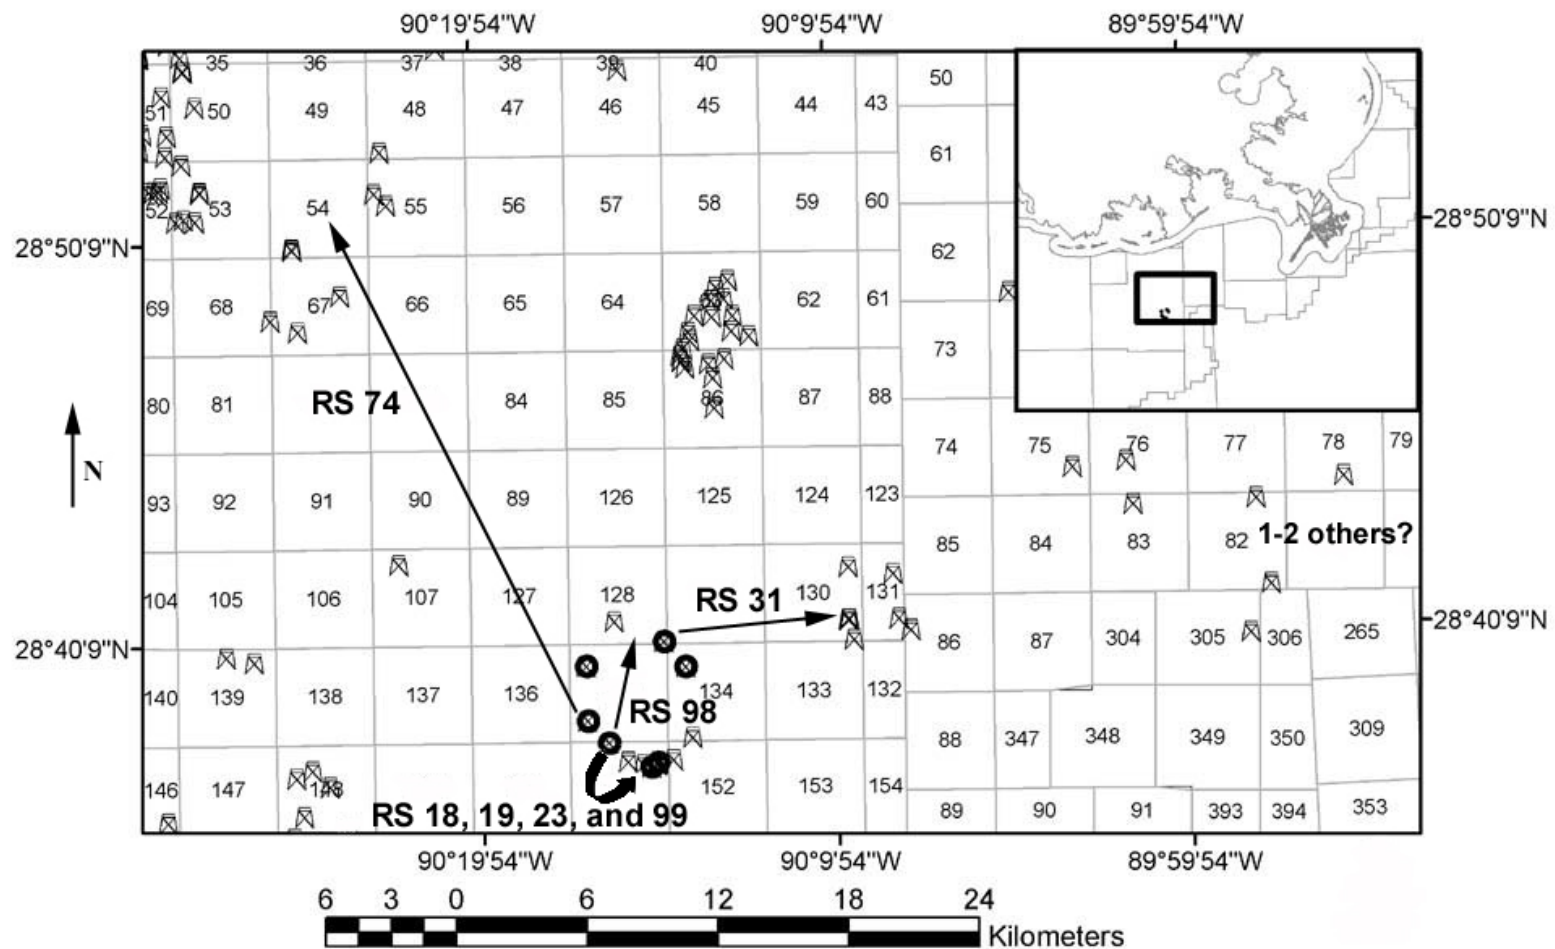 90°19'54"W 90°9'54"W 89°59'54"W
35 36 37 38 39 40
50
51 50 49 48 47 46 45 44 43
61
52 53 54 55 56 57 58 59 60
28°50'9"N 28°50'9"N
62
69 68 67 66 65 64 62 61
73
80 81 RS 74 84 85 86 87 88
N
74 75 76 77 78 79
93 92 91 90 89 126 125 124 123
85 84 83 82 1-2 others?
104 105 106 107 127 128 RS 31 130 131
86 87 304 305 306 265
28°40'9"N 28°40'9"N
140 139 138 137 136 134 133 132
RS 98
88 347 348 349 350 309
146 147 148 152 153 154
RS 18, 19, 23, and 99
89 90 91 393 394 353
90°19'54"W 90°9'54"W 89°59'54"W
6 3 0 6 12 18 24
Kilometers